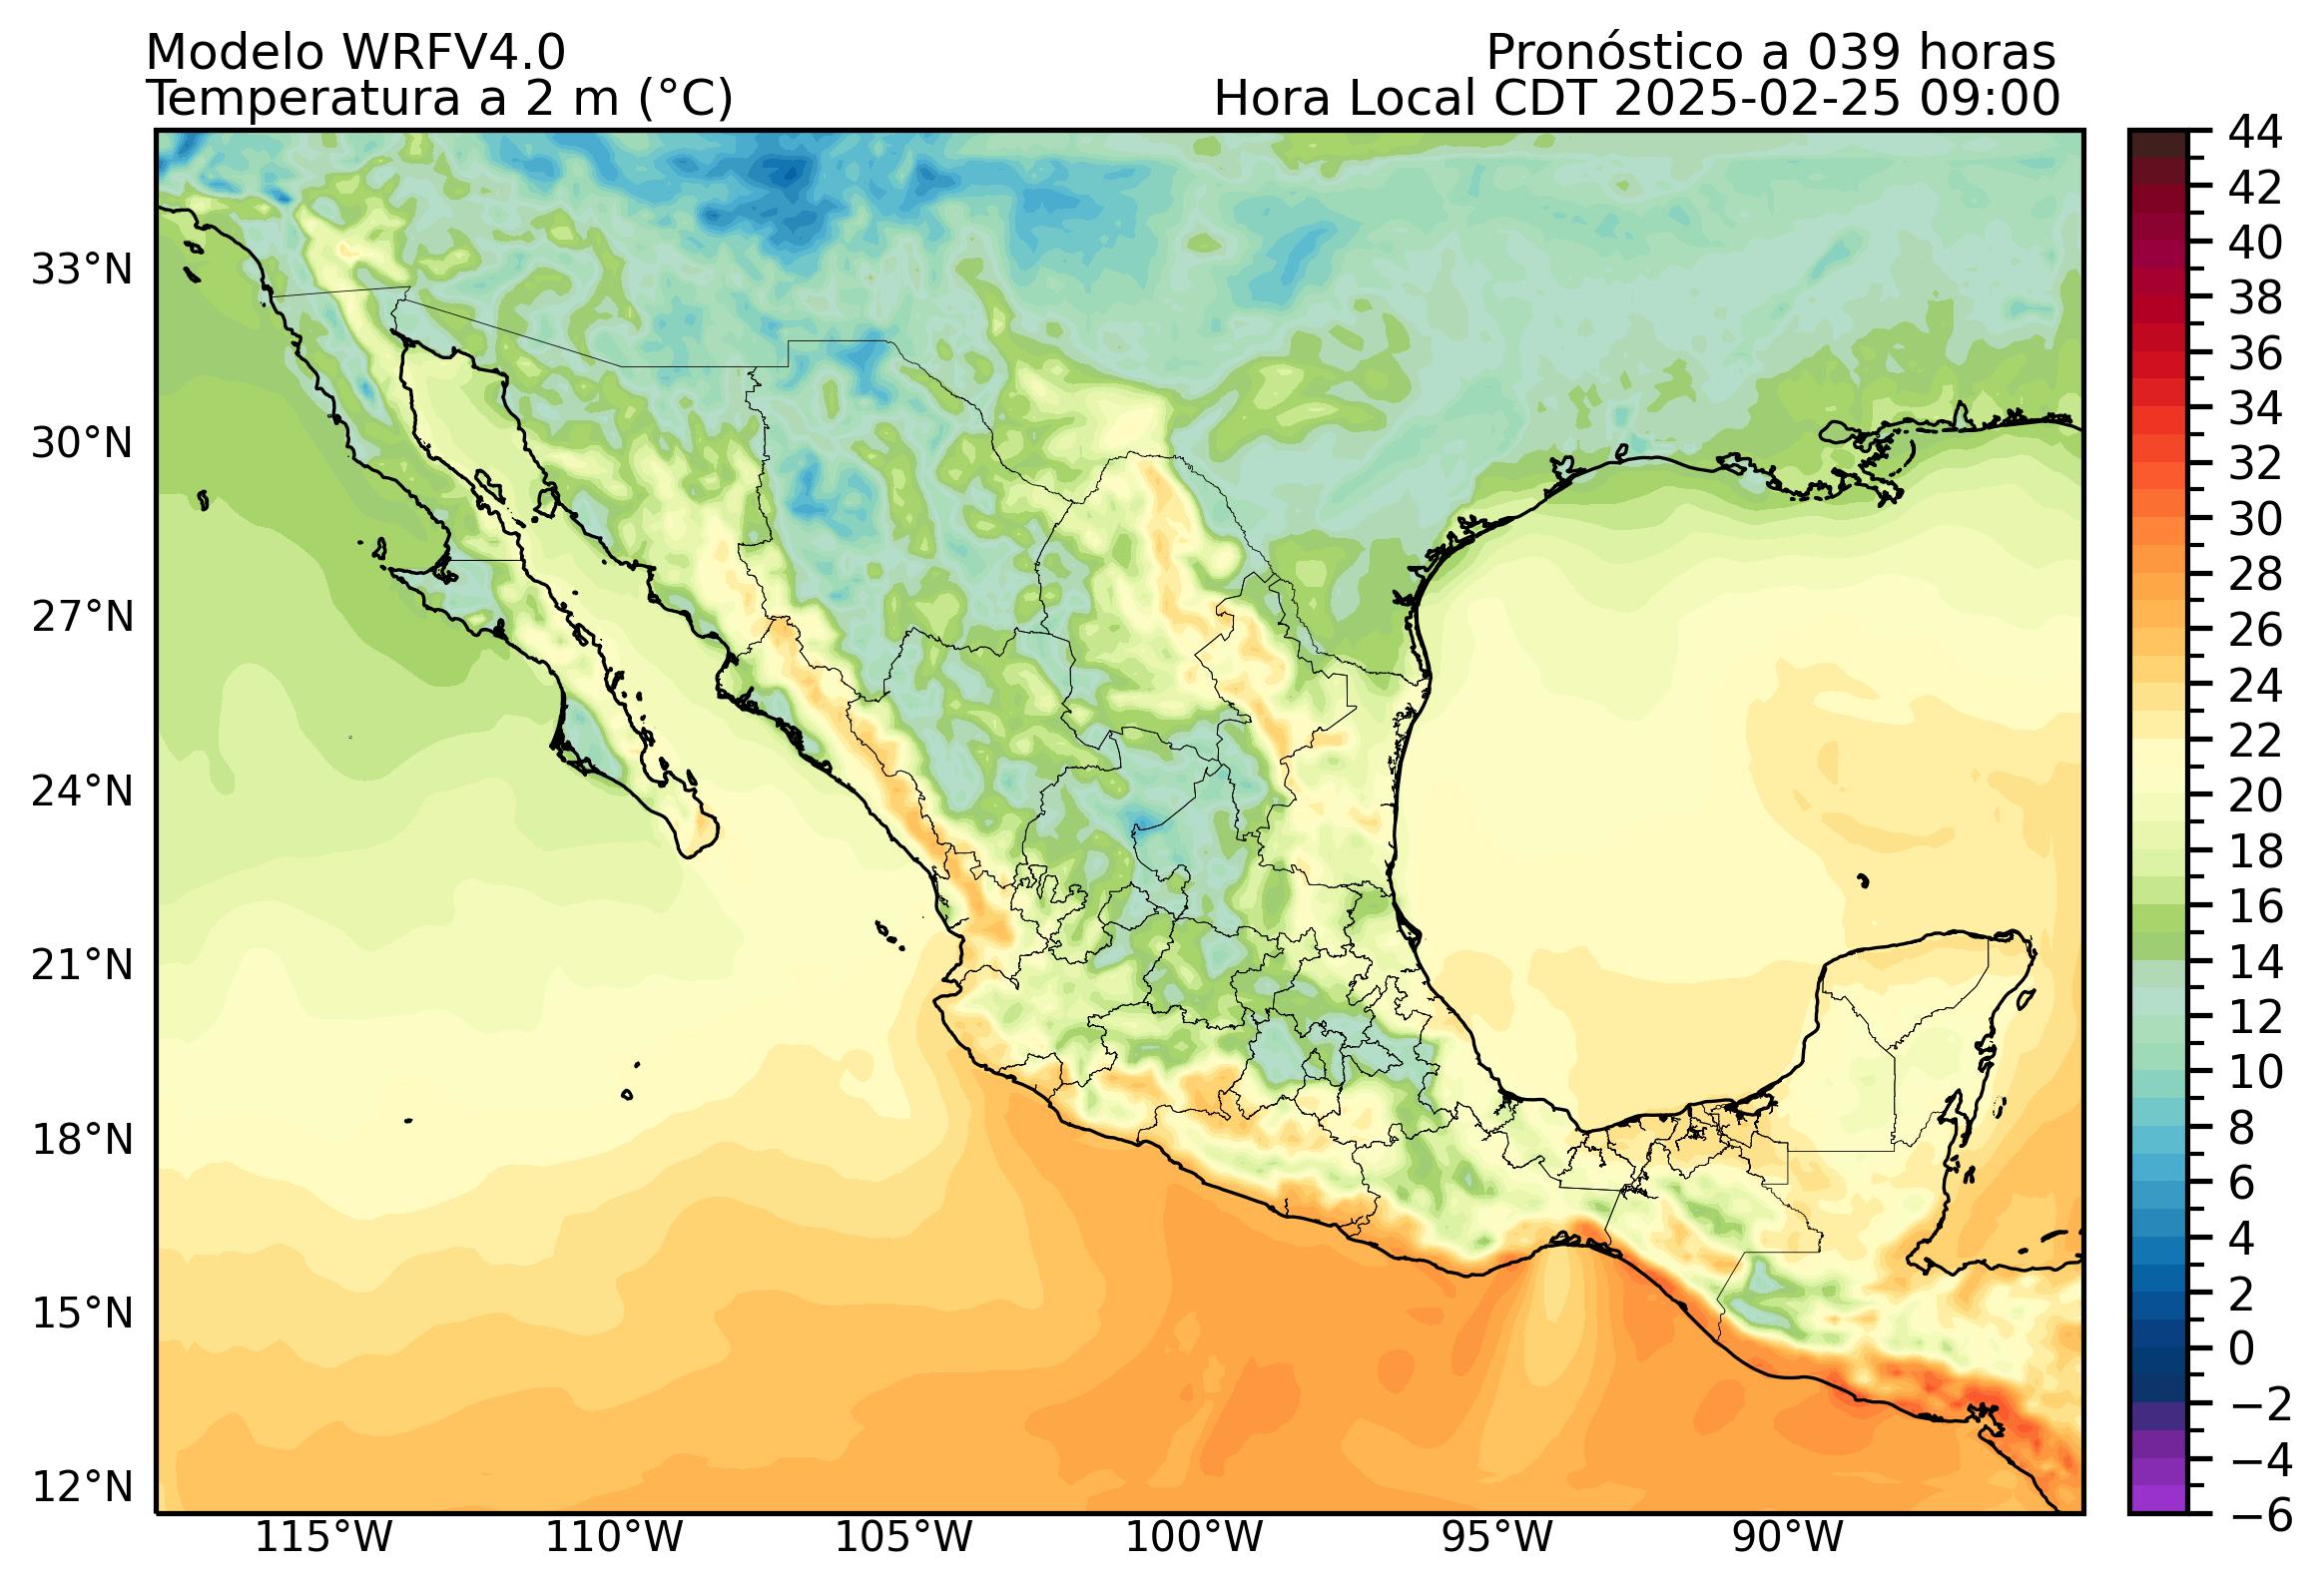 Modelo WRFV4.0
Pronóstico a 039 horas
Temperatura a 2 m (°C)
Hora Local CDT 2025-02-25 09:00
33°N
30°N
27°N
24°N
21°N
18°N
15°N
12°N
115°W
110°W
105°W
100°W
95°W
90°W
44
42
40
38
36
34
32
30
28
26
24
22
20
18
16
14
12
10
8
6
4
2
0
−2
−4
−6